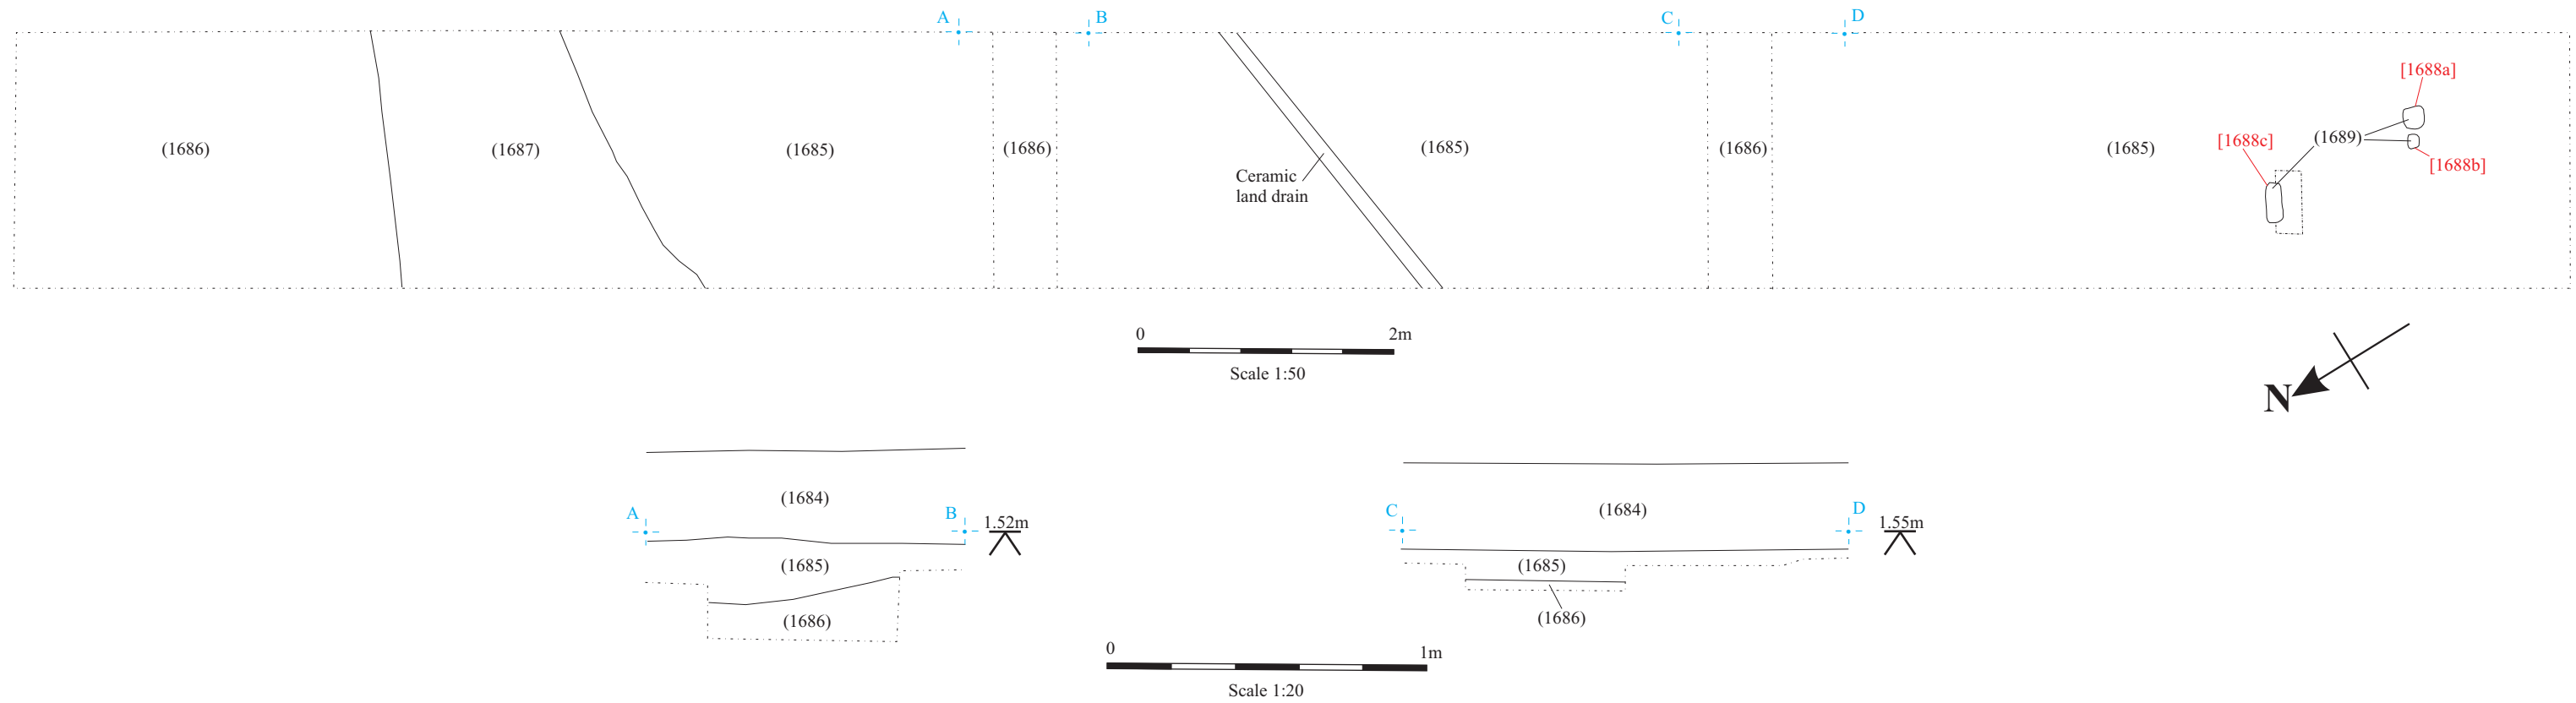 A
B
C
D
[1688a]
(1686)
(1687)
(1685)
(1686)
(1685)
(1686)
(1685)
[1688c]
(1689)
[1688b]
Ceramic
land drain
0
2m
Scale 1:50
N
(1684)
A
B
1.52m
(1685)
(1686)
(1684)
C
D
1.55m
(1685)
(1686)
0
1m
Scale 1:20